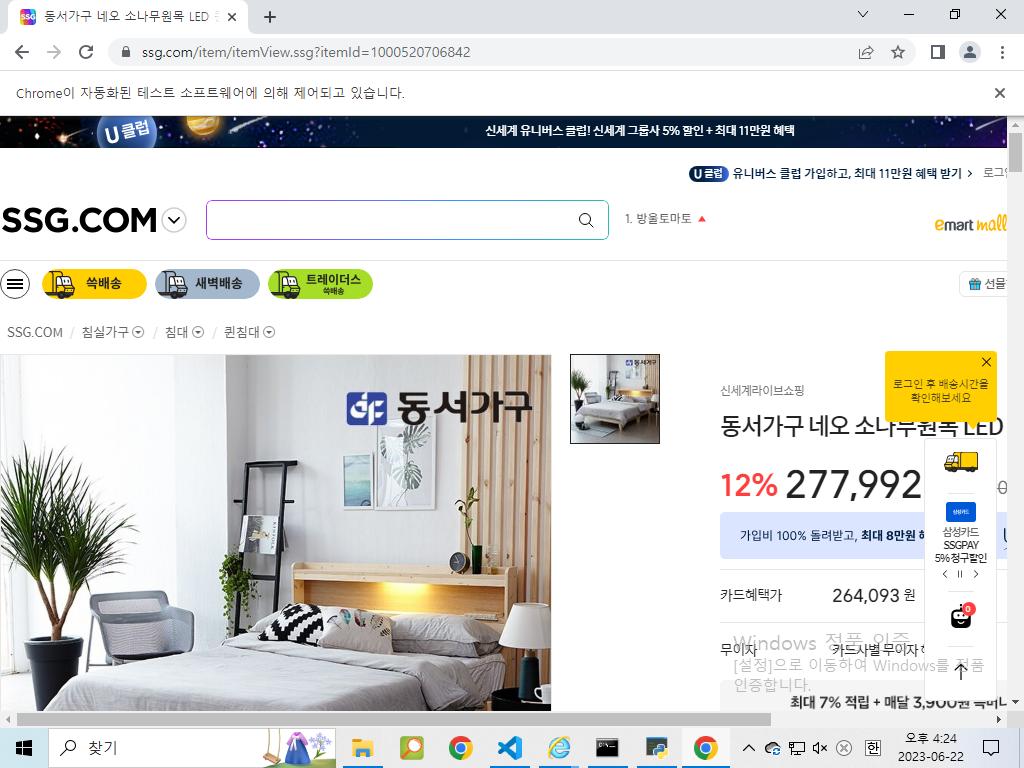 동서가구 네오 소나무원목 LED
ssg.com/item/itemView.ssg?itemId=1000520706842
Chrome이 자동화된 테스트 소프트웨어에 의해 제어되고 있습니다.
U클럽
신세계 유니버스 클럽! 신세계 그룹사 5% 할인 + 최대 11만원 혜택
U클럽 유니버스 클럽 가입하고, 최대 11만원 혜택 받기 >
SSG.COM
1. 방울토마토
emart mall
쓱배송
새벽배송
트레이더스
쓱배송
선물
SSG.COM / 침실가구 / 침대 / 퀸침대
동서가구
로그인 후 배송시간을
확인해보세요
신세계라이브쇼핑
동서가구 네오 소나무원목 LED
12% 277,992
가입비 100% 돌려받고, 최대 8만원
삼성카드
삼성카드
SSGPAY
5% 청구할인
카드혜택가 264,093 원
0
무이자 카드사별 무이자
Windows 정품 인증
[설정]으로 이동하여 Windows를 정품
인증합니다.
최대 7% 적립 + 매달 3,900원
찾기
오후 4:24
한
2023-06-22